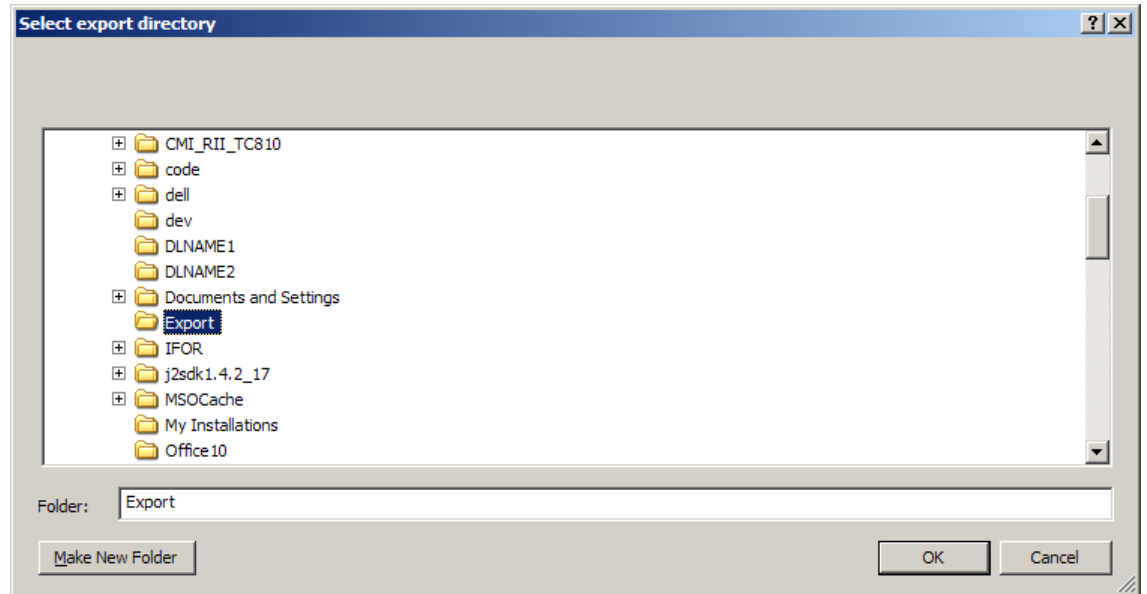 Select export directory
CMI_RII_TC810
code
dell
dev
DLNAME1
DLNAME2
Documents and Settings
Export
IFOR
j2sdk1.4.2_17
MSOCache
My Installations
Office10
Folder: Export
Make New Folder OK Cancel